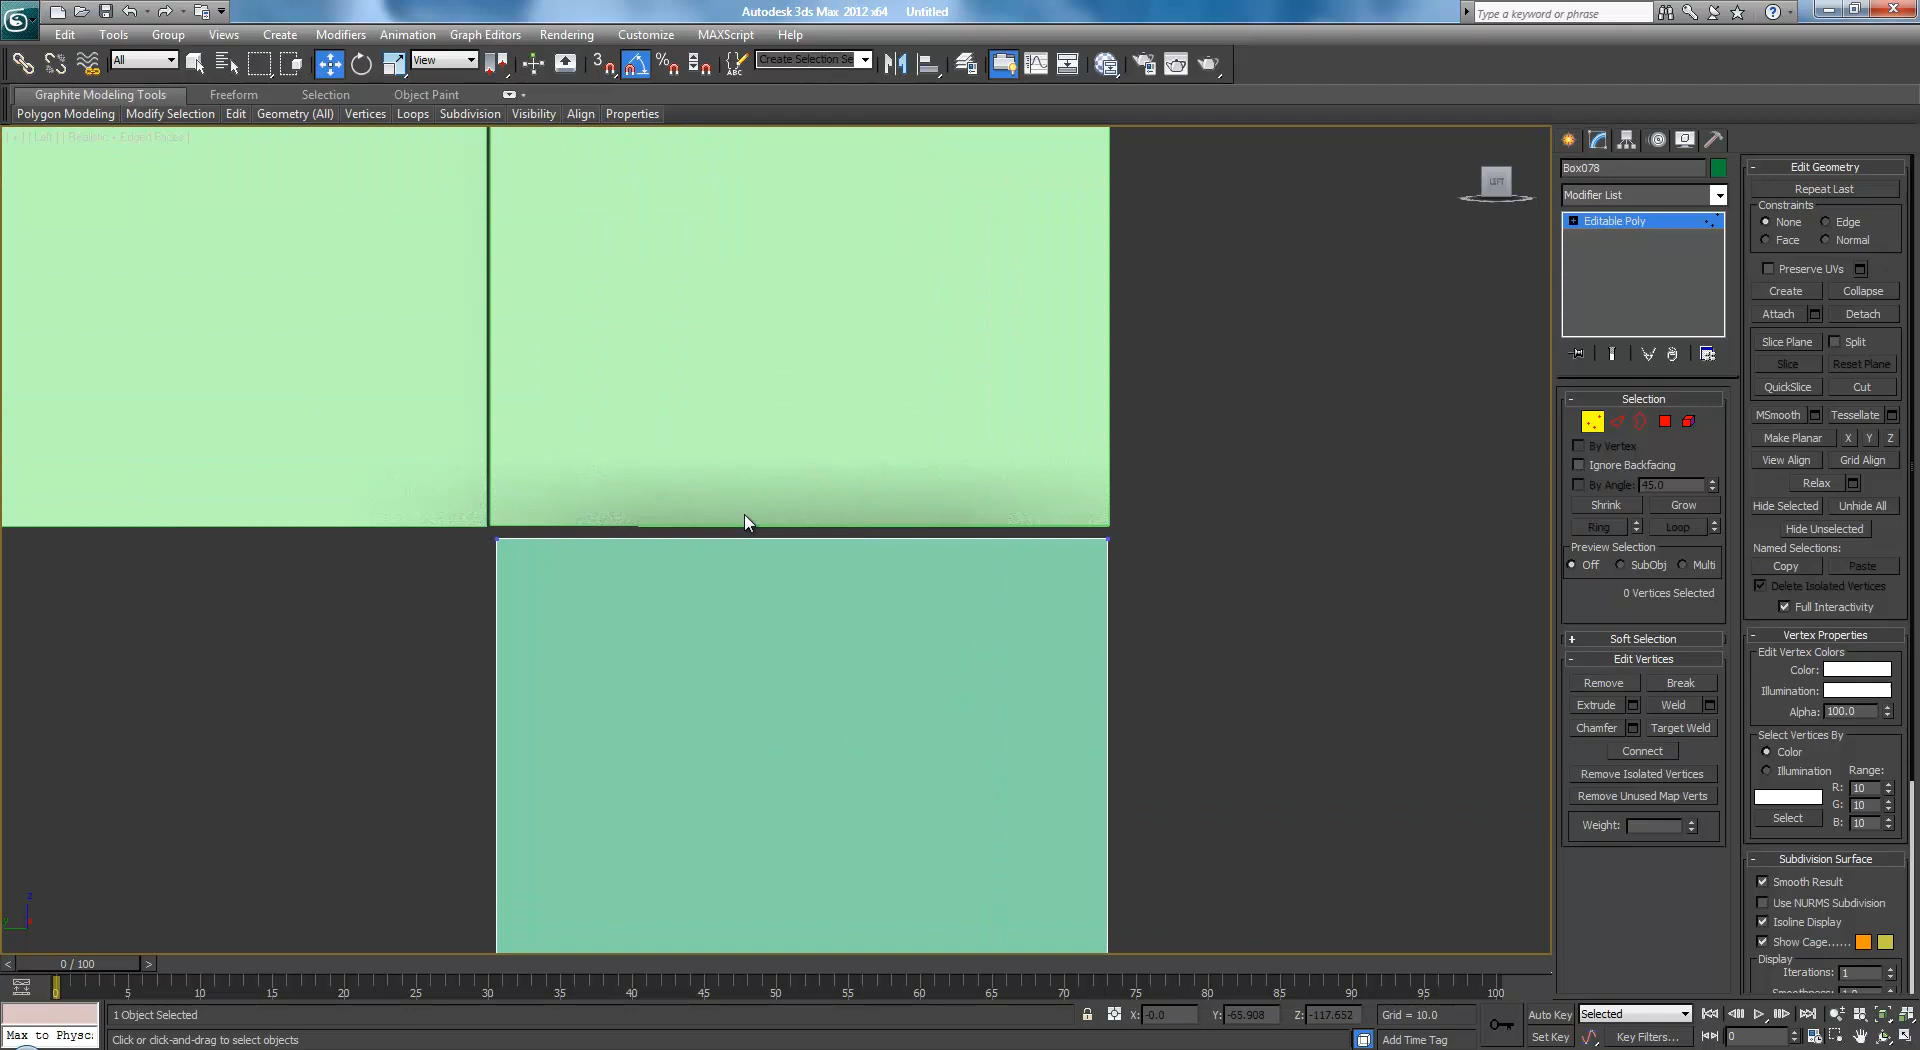 Autodesk 3ds Max 2012 x64 Untitled
Type a keyword or phrase
Edit Tools Group Views Create Modifiers Animation Graph Editors Rendering Customize MAXScript Help
All View Create Selection Se
Graphite Modeling Tools Freeform Selection Object Paint
Polygon Modeling Modify Selection Edit Geometry (All) Vertices Loops Subdivision Visibility Align Properties
[ + ] [ Left ] [ Realistic + Edged Faces ]
LEFT
Box078
Modifier List
Editable Poly
- Selection
By Vertex
Ignore Backfacing
By Angle: 45.0
Shrink Grow
Ring Loop
Preview Selection
Off SubObj Multi
0 Vertices Selected
+ Soft Selection
- Edit Vertices
Remove Break
Extrude Weld
Chamfer Target Weld
Connect
Remove Isolated Vertices
Remove Unused Map Verts
Weight:
- Edit Geometry
Repeat Last
Constraints
None Edge
Face Normal
Preserve UVs
Create Collapse
Attach Detach
Slice Plane Split
Slice Reset Plane
QuickSlice Cut
MSmooth Tessellate
Make Planar X Y Z
View Align Grid Align
Relax
Hide Selected Unhide All
Hide Unselected
Named Selections:
Copy Paste
Delete Isolated Vertices
Full Interactivity
- Vertex Properties
Edit Vertex Colors
Color:
Illumination:
Alpha: 100.0
Select Vertices By
Color
Illumination Range:
R: 10
G: 10
Select B: 10
- Subdivision Surface
Smooth Result
Use NURMS Subdivision
Isoline Display
Show Cage......
Display
Iterations: 1
< 0 / 100 >
0 5 10 15 20 25 30 35 40 45 50 55 60 65 70 75 80 85 90 95 100
1 Object Selected X: -0.0 Y: -65.908 Z: -117.652 Grid = 10.0 Auto Key Selected
Max to Physc Click or click-and-drag to select objects Add Time Tag Set Key Key Filters... 0